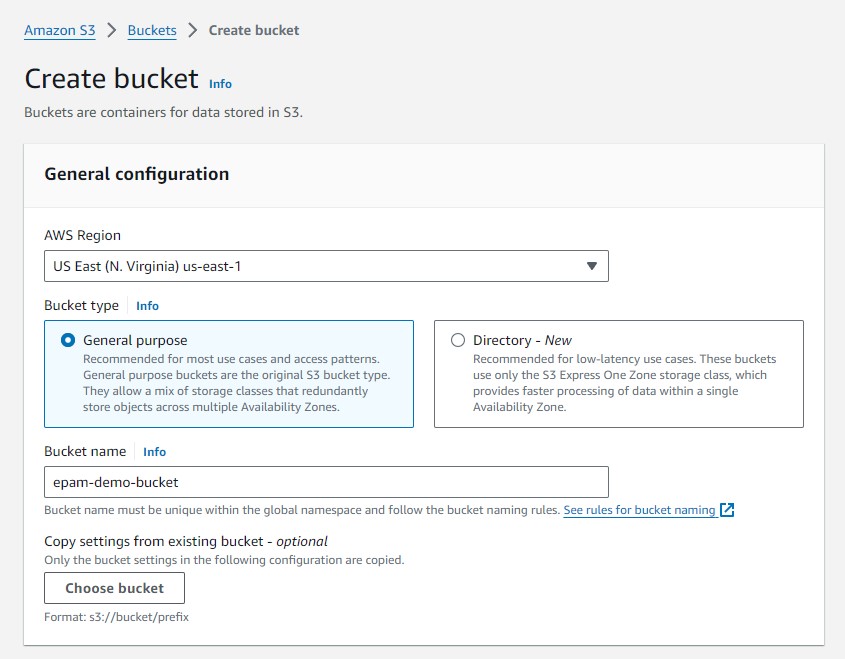 Amazon S3 > Buckets > Create bucket
Create bucket Info
Buckets are containers for data stored in S3.
General configuration
AWS Region
US East (N. Virginia) us-east-1
Bucket type Info
General purpose
Recommended for most use cases and access patterns.
General purpose buckets are the original S3 bucket type.
They allow a mix of storage classes that redundantly
store objects across multiple Availability Zones.
Directory - New
Recommended for low-latency use cases. These buckets
use only the S3 Express One Zone storage class, which
provides faster processing of data within a single
Availability Zone.
Bucket name Info
epam-demo-bucket
Bucket name must be unique within the global namespace and follow the bucket naming rules. See rules for bucket naming
Copy settings from existing bucket - optional
Only the bucket settings in the following configuration are copied.
Choose bucket
Format: s3://bucket/prefix